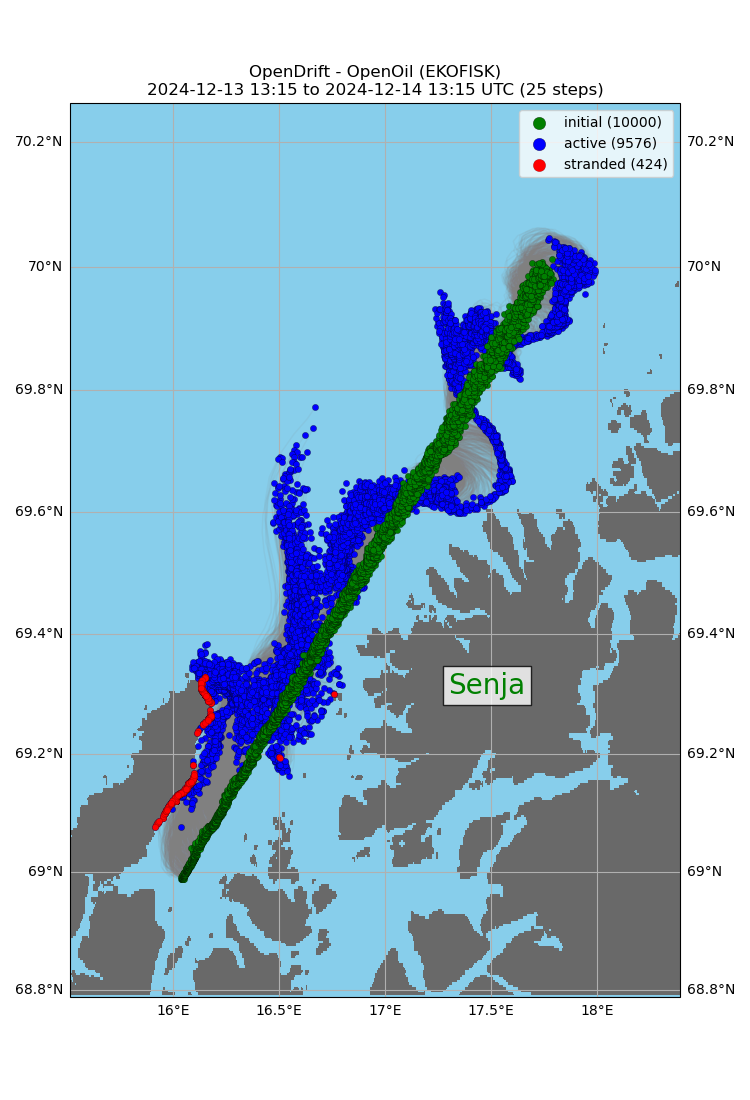 OpenDrift - OpenOil (EKOFISK)
2024-12-13 13:15 to 2024-12-14 13:15 UTC (25 steps)
initial (10000)
active (9576)
stranded (424)
70.2°N 70.2°N
70°N 70°N
69.8°N 69.8°N
69.6°N 69.6°N
69.4°N 69.4°N
Senja
69.2°N 69.2°N
69°N 69°N
68.8°N 68.8°N
16°E 16.5°E 17°E 17.5°E 18°E